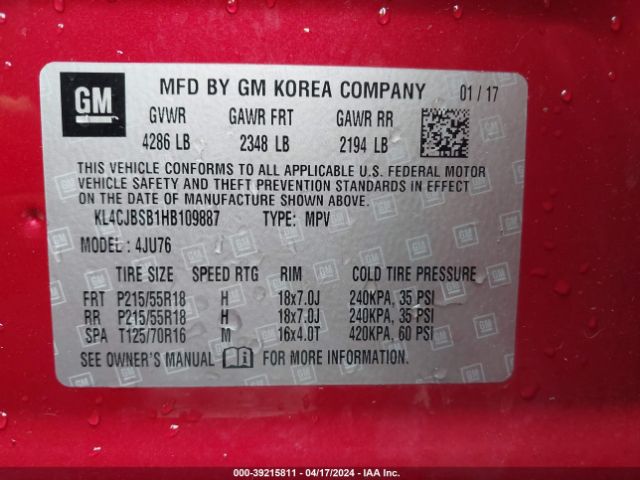 GM
MFD BY GM KOREA COMPANY 01 / 17
GVWR GAWR FRT GAWR RR
4286 LB 2348 LB 2194 LB
THIS VEHICLE CONFORMS TO ALL APPLICABLE U.S. FEDERAL MOTOR
VEHICLE SAFETY AND THEFT PREVENTION STANDARDS IN EFFECT
ON THE DATE OF MANUFACTURE SHOWN ABOVE.
KL4CJBSB1HB109887 TYPE: MPV
MODEL : 4JU76
TIRE SIZE SPEED RTG RIM COLD TIRE PRESSURE
FRT P215/55R18 H 18x7.0J 240KPA, 35 PSI
RR P215/55R18 H 18x7.0J 240KPA, 35 PSI
SPA T125/70R16 M 16x4.0T 420KPA, 60 PSI
SEE OWNER'S MANUAL FOR MORE INFORMATION.
000-39215811 - 04/17/2024 - IAAI.COM